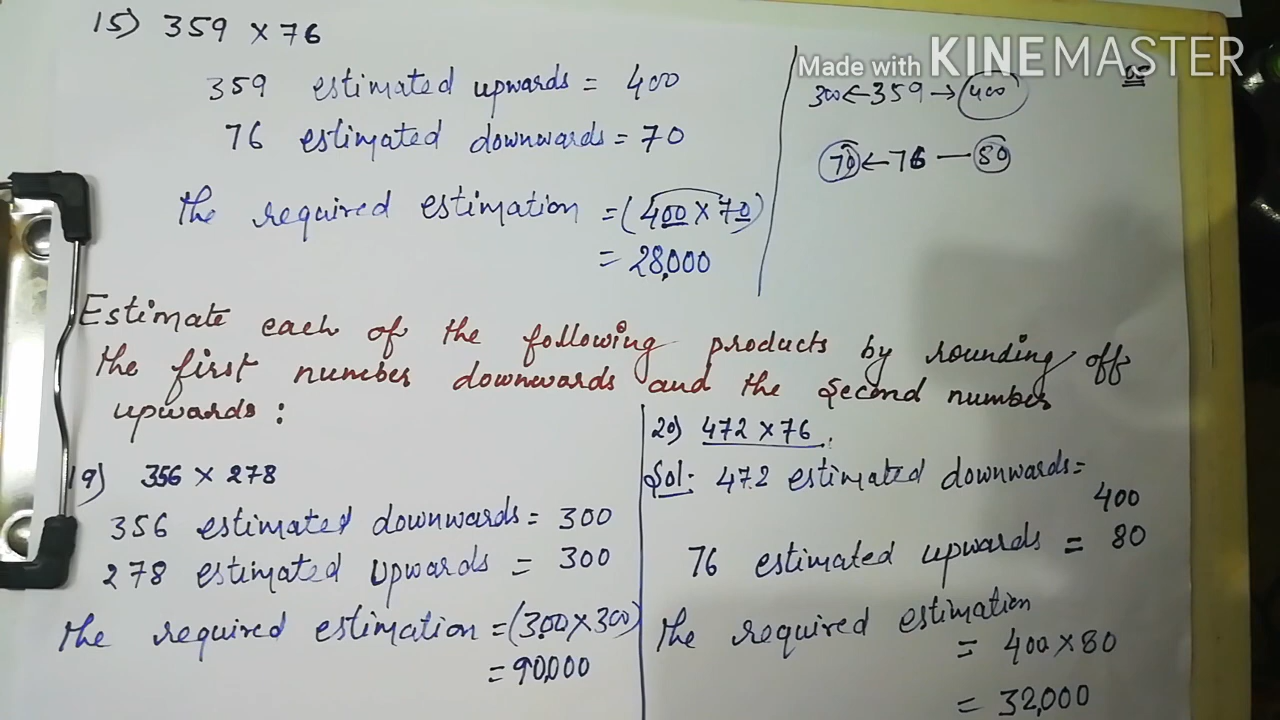 15) 359 × 76
359 estimated upwards = 400
76 estimated downwards = 70
The required estimation = (400 × 70)
= 28,000
Made with KINEMASTER
300 ← 359 → 400
70 ← 76 — 80
Estimate each of the following products by rounding off
the first number downwards and the second number
upwards :
19) 356 × 278
356 estimated downwards = 300
278 estimated upwards = 300
The required estimation = (300 × 300)
= 90,000
20) 472 × 76
Sol: 472 estimated downwards =
400
76 estimated upwards = 80
The required estimation
= 400 × 80
= 32,000